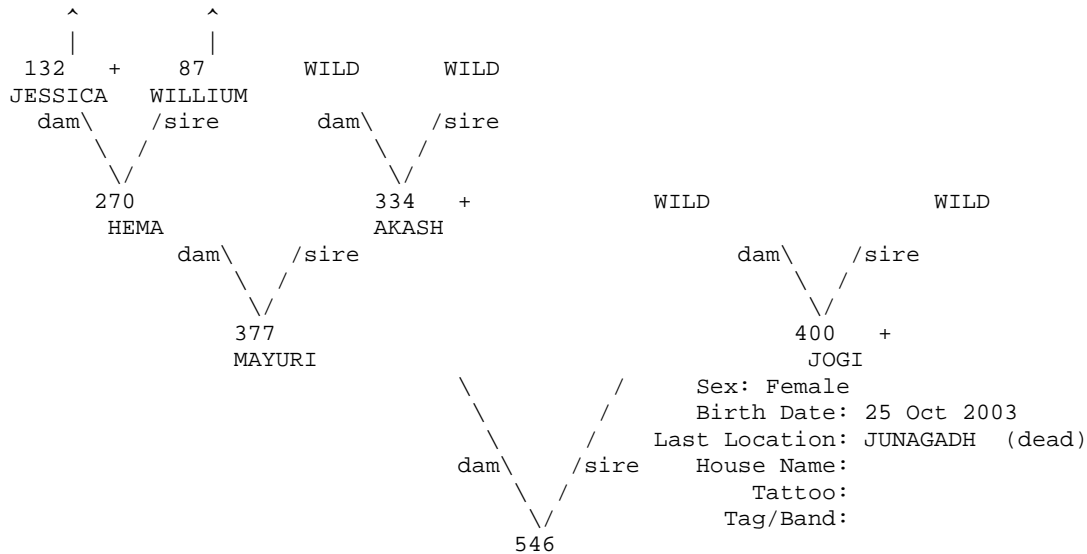 ^ ^
| |
132 + 87 WILD WILD
JESSICA WILLIUM
dam\ /sire dam\ /sire
\ / \ /
\/ \/
270 334 + WILD WILD
HEMA AKASH
dam\ /sire dam\ /sire
\ / \ /
\/ \/
377 400 +
MAYURI JOGI
\ / Sex: Female
\ / Birth Date: 25 Oct 2003
\ / Last Location: JUNAGADH (dead)
dam\ /sire House Name:
\ / Tattoo:
\/ Tag/Band:
546